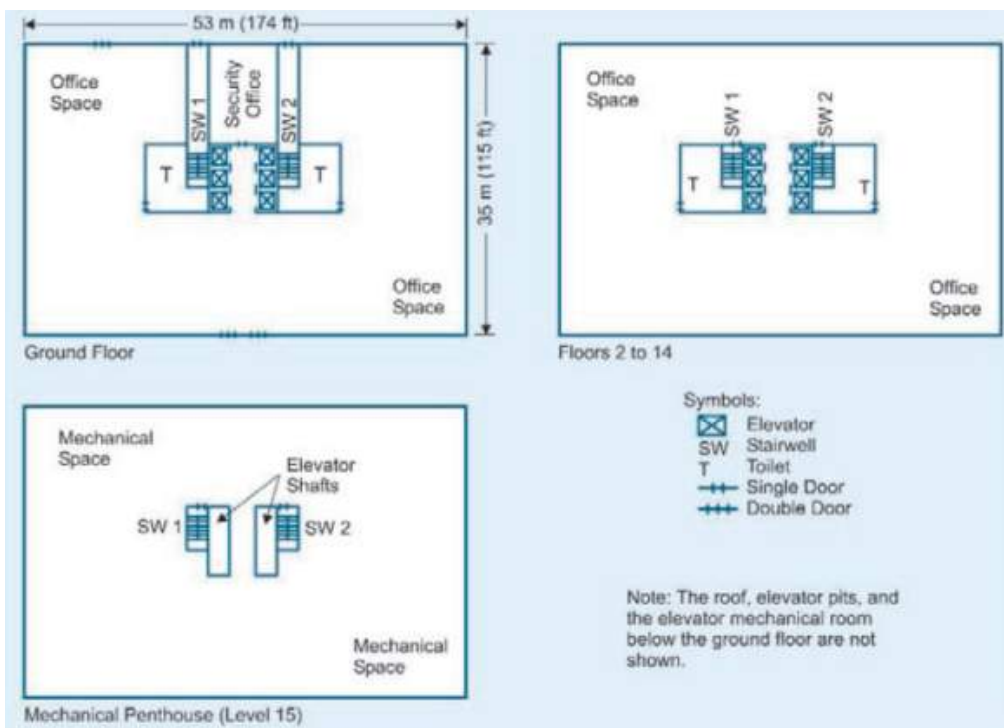 53 m (174 ft)
Office
Space
SW 1
Security
Office
SW 2
T
T
35 m (115 ft)
Office
Space
Ground Floor
Office
Space
SW 1
SW 2
T
T
Office
Space
Floors 2 to 14
Mechanical
Space
Elevator
Shafts
SW 1
SW 2
Mechanical
Space
Mechanical Penthouse (Level 15)
Symbols:
Elevator
SW Stairwell
T Toilet
Single Door
Double Door
Note: The roof, elevator pits, and
the elevator mechanical room
below the ground floor are not
shown.